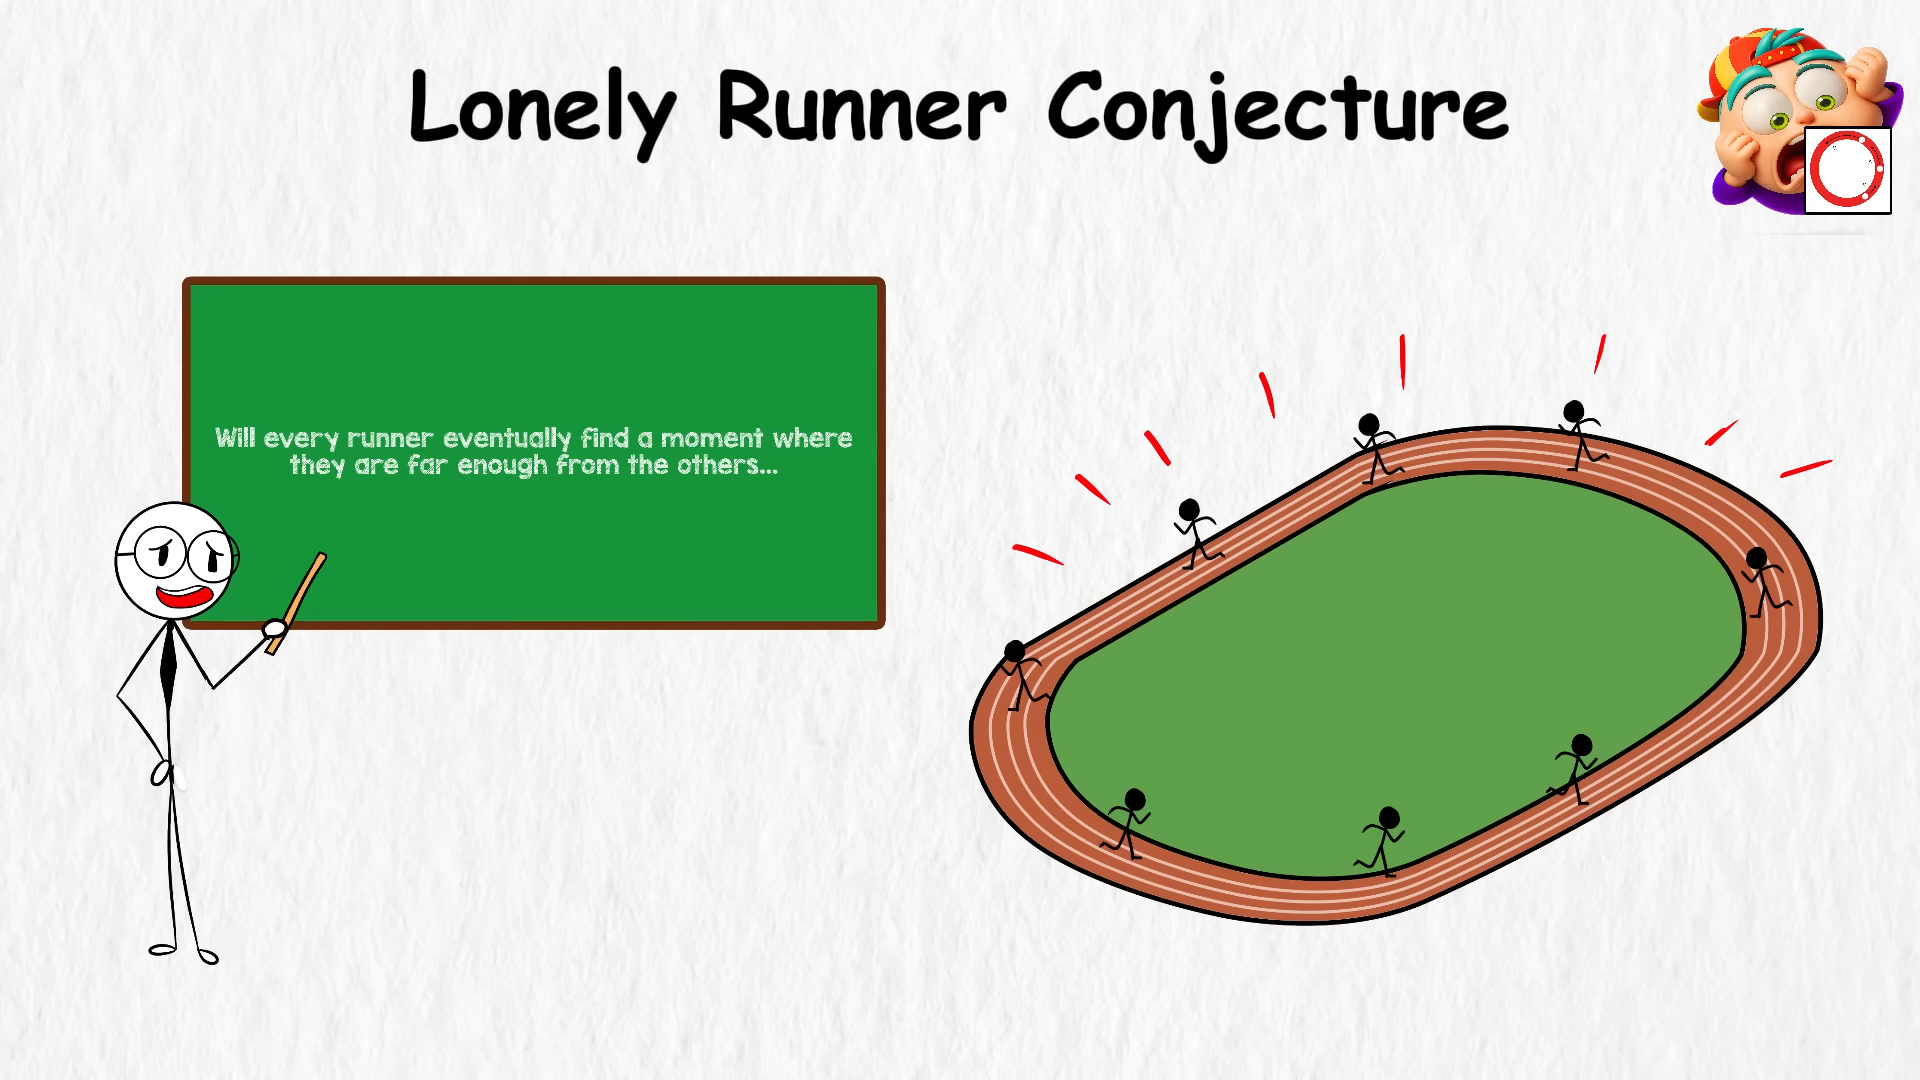 Lonely Runner Conjecture
Will every runner eventually find a moment where
they are far enough from the others...